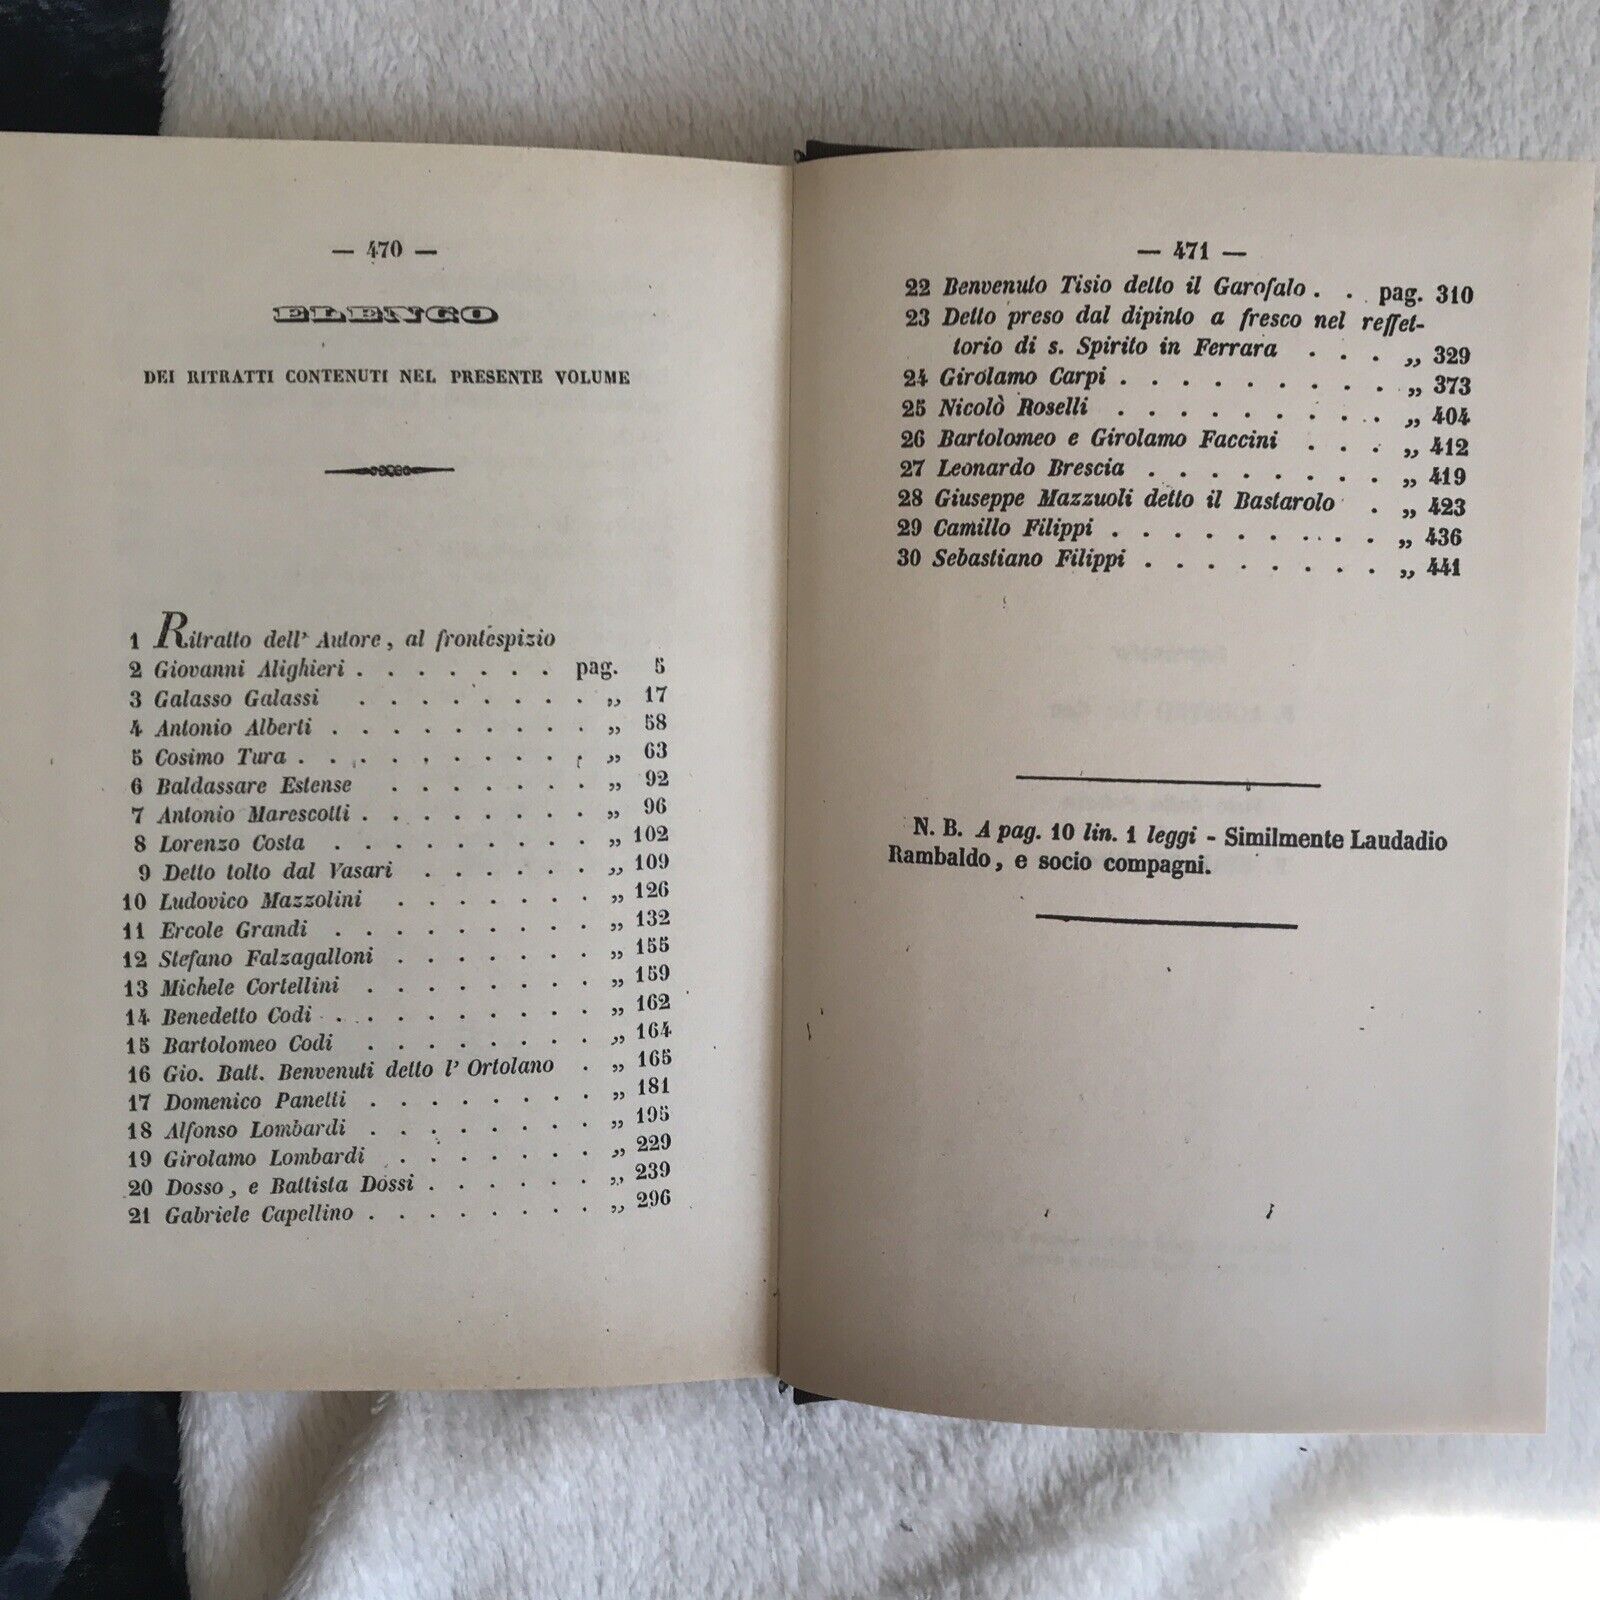 — 470 —
ELENCO
DEI RITRATTI CONTENUTI NEL PRESENTE VOLUME
1 Ritratto dell' Autore, al frontespizio
2 Giovanni Alighieri . . . . . . . pag. 5
3 Galasso Galassi . . . . . . . . „ 17
4 Antonio Alberti . . . . . . . . . „ 58
5 Cosimo Tura . . . . . . . . . . „ 63
6 Baldassare Estense . . . . . . . „ 92
7 Antonio Marescotti . . . . . . . . „ 96
8 Lorenzo Costa . . . . . . . . . „ 102
9 Detto tolto dal Vasari . . . . . . „ 109
10 Ludovico Mazzolini . . . . . . . „ 126
11 Ercole Grandi . . . . . . . . . „ 132
12 Stefano Falzagalloni . . . . . . . „ 155
13 Michele Cortellini . . . . . . . . „ 159
14 Benedetto Codi . . . . . . . . . „ 162
15 Bartolomeo Codi . . . . . . . . „ 164
16 Gio. Batt. Benvenuti detto l' Ortolano . „ 165
17 Domenico Panetti . . . . . . . . „ 181
18 Alfonso Lombardi . . . . . . . . „ 195
19 Girolamo Lombardi . . . . . . . „ 229
20 Dosso, e Battista Dossi . . . . . . „ 239
21 Gabriele Capellino . . . . . . . . „ 296
— 471 —
22 Benvenuto Tisio detto il Garofalo . . . pag. 310
23 Detto preso dal dipinto a fresco nel reffet-
torio di s. Spirito in Ferrara . . . „ 329
24 Girolamo Carpi . . . . . . . . . . „ 373
25 Nicolò Roselli . . . . . . . . . „ 404
26 Bartolomeo e Girolamo Faccini . . . „ 412
27 Leonardo Brescia . . . . . . . . „ 419
28 Giuseppe Mazzuoli detto il Bastarolo . „ 423
29 Camillo Filippi . . . . . . . . . „ 436
30 Sebastiano Filippi . . . . . . . . „ 441
N. B. A pag. 10 lin. 1 leggi - Similmente Laudadio
Rambaldo, e socio compagni.